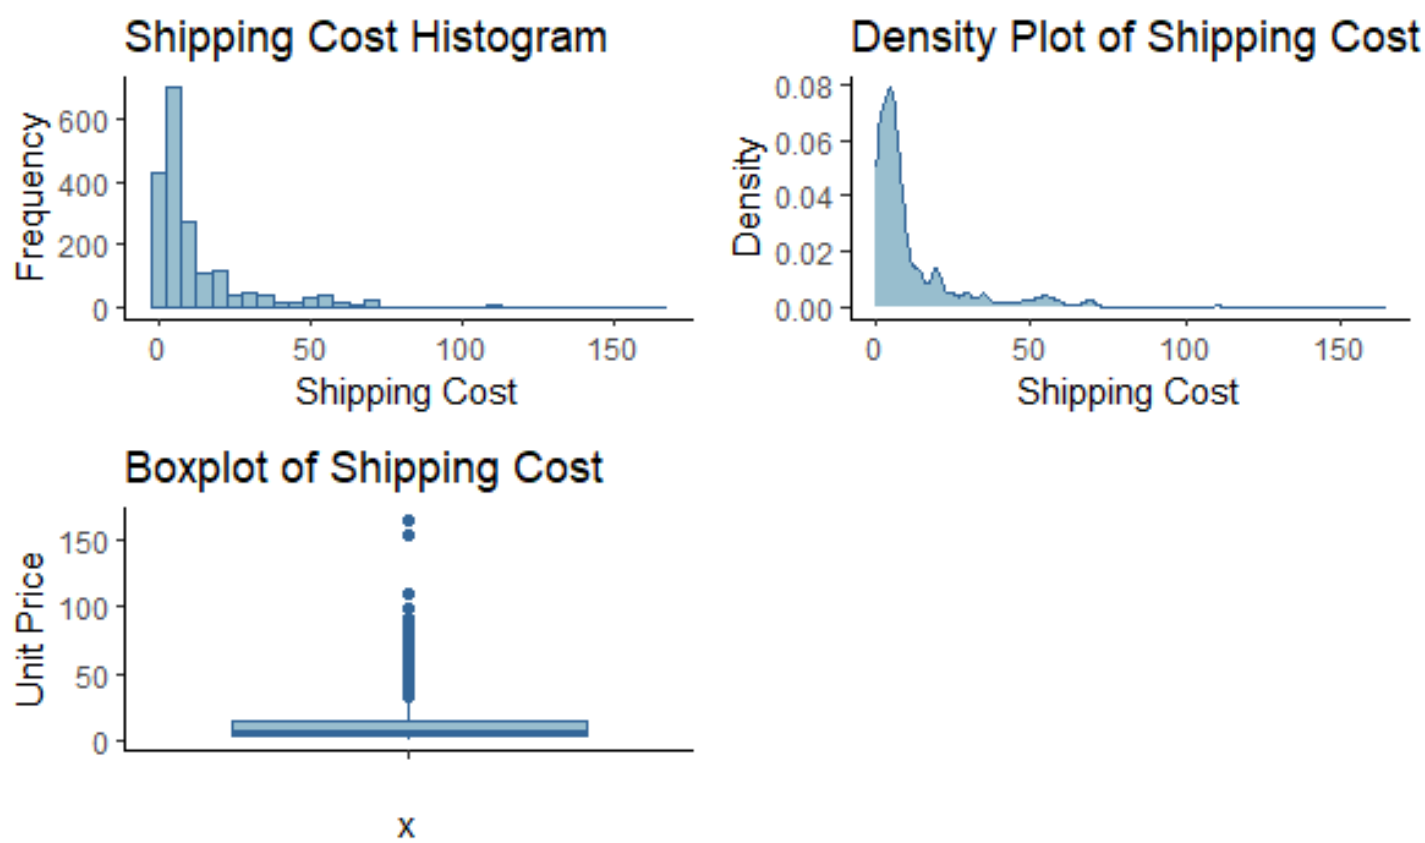 Shipping Cost Histogram
Frequency
600
400
200
0
0 50 100 150
Shipping Cost
Density Plot of Shipping Cost
Density
0.08
0.06
0.04
0.02
0.00
0 50 100 150
Shipping Cost
Boxplot of Shipping Cost
Unit Price
150
100
50
0
x